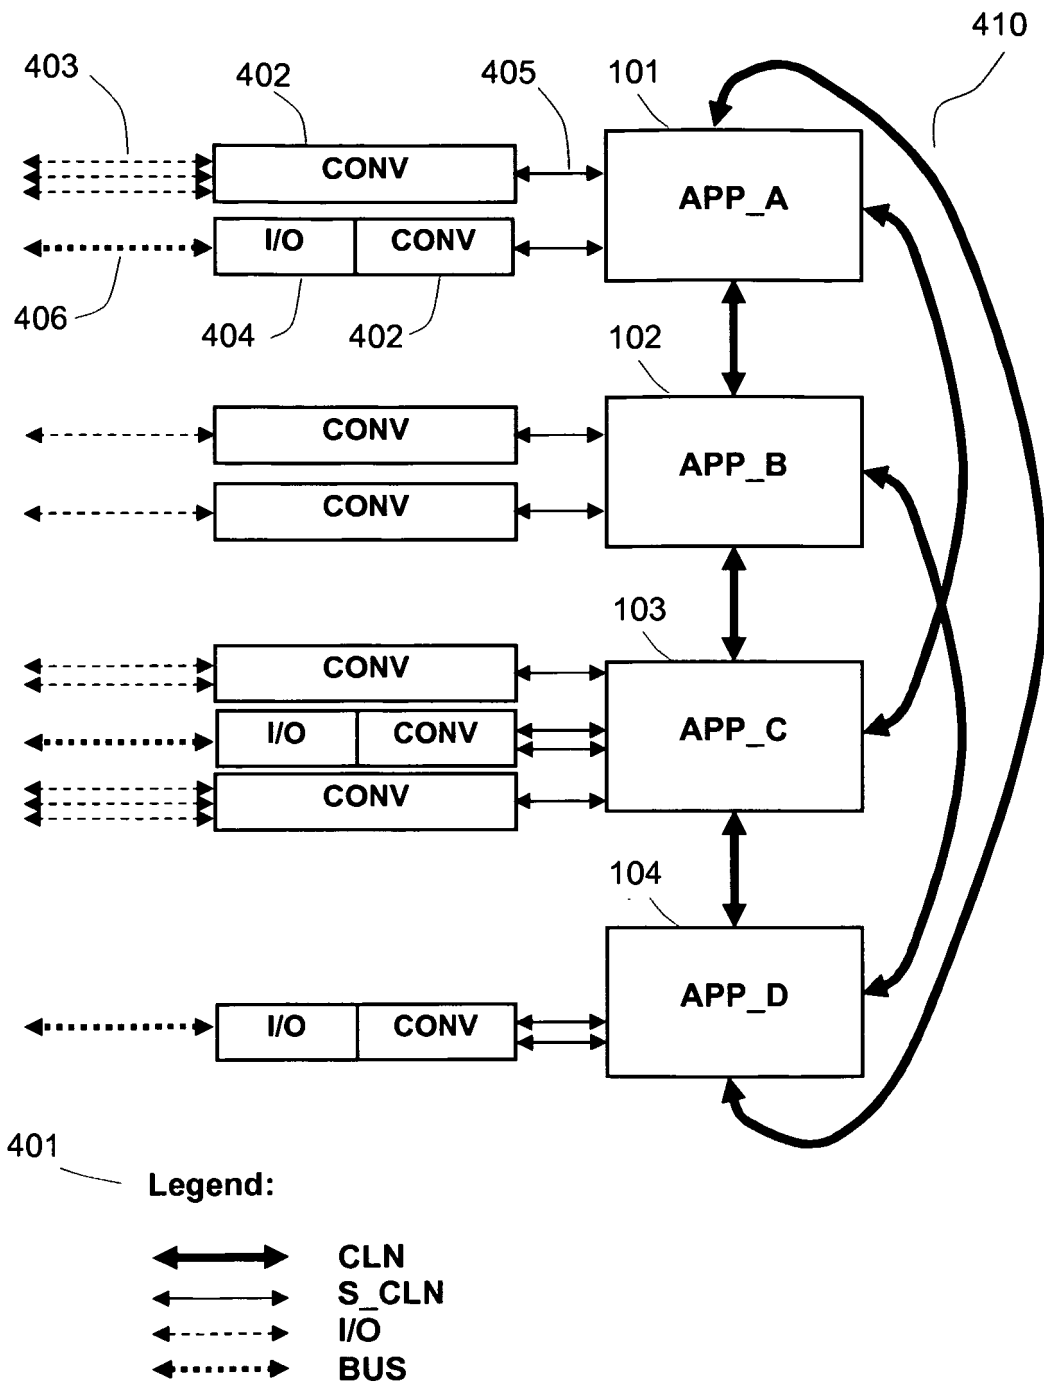 410
403
402
405
101
CONV
APP_A
I/O
CONV
406
404
402
102
CONV
APP_B
CONV
103
CONV
APP_C
I/O
CONV
CONV
104
APP_D
I/O
CONV
401
Legend:
CLN
S_CLN
I/O
BUS